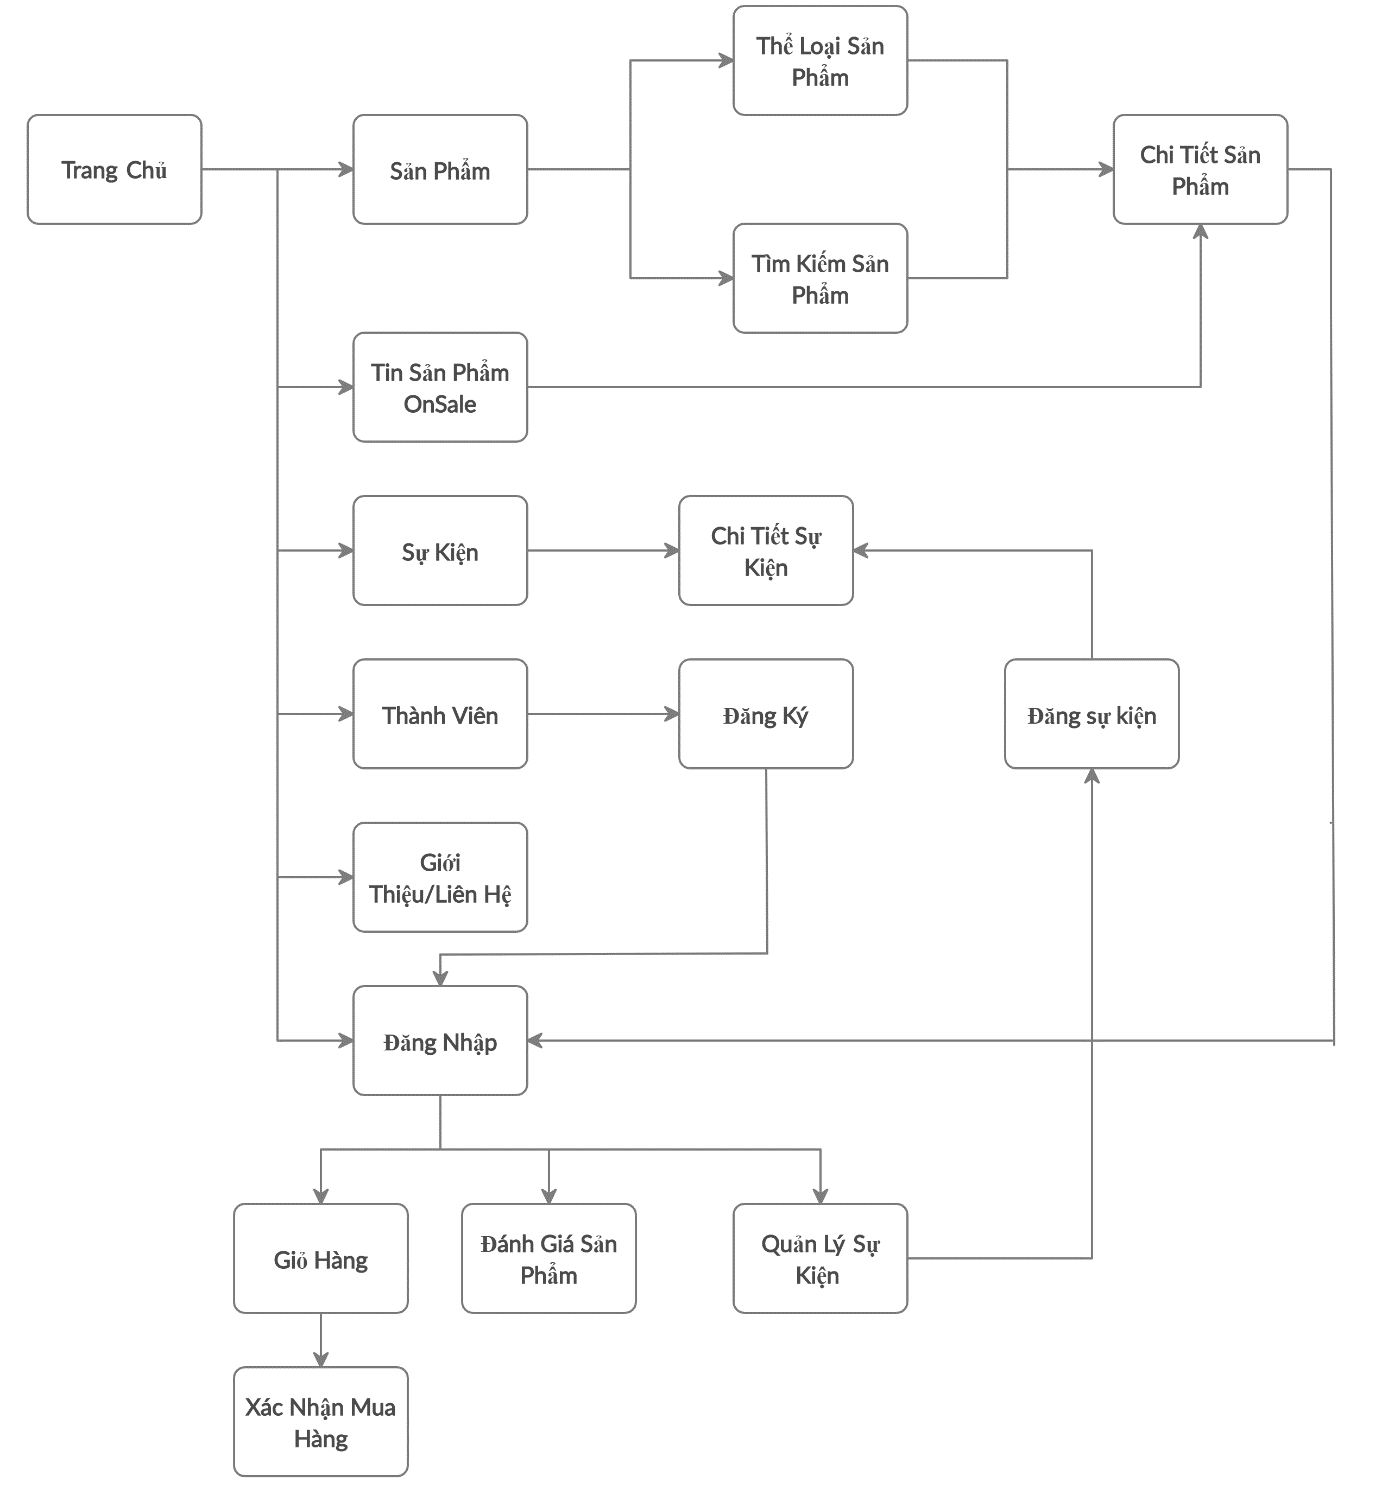 Thể Loại Sản
Phẩm
Trang Chủ
Sản Phẩm
Chi Tiết Sản
Phẩm
Tìm Kiếm Sản
Phẩm
Tin Sản Phẩm
OnSale
Sự Kiện
Chi Tiết Sự
Kiện
Thành Viên
Đăng Ký
Đăng sự kiện
Giới
Thiệu/Liên Hệ
Đăng Nhập
Giỏ Hàng
Đánh Giá Sản
Phẩm
Quản Lý Sự
Kiện
Xác Nhận Mua
Hàng